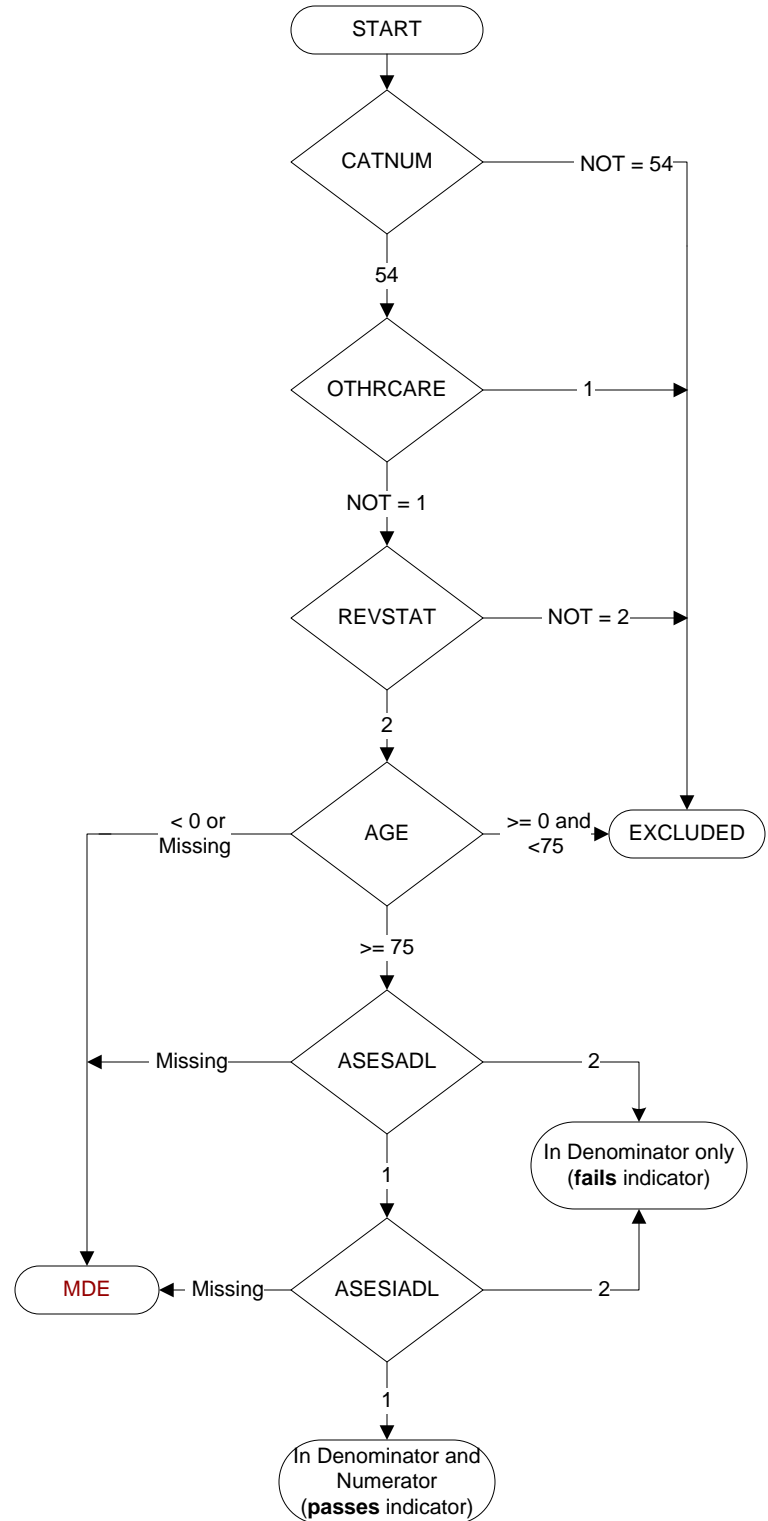 START
CATNUM
NOT = 54
54
OTHRCARE
1
NOT = 1
REVSTAT
NOT = 2
2
< 0 or
Missing
AGE
>= 0 and
<75
EXCLUDED
>= 75
Missing
ASESADL
2
In Denominator only
(fails indicator)
1
MDE
Missing
ASESIADL
2
1
In Denominator and
Numerator
(passes indicator)